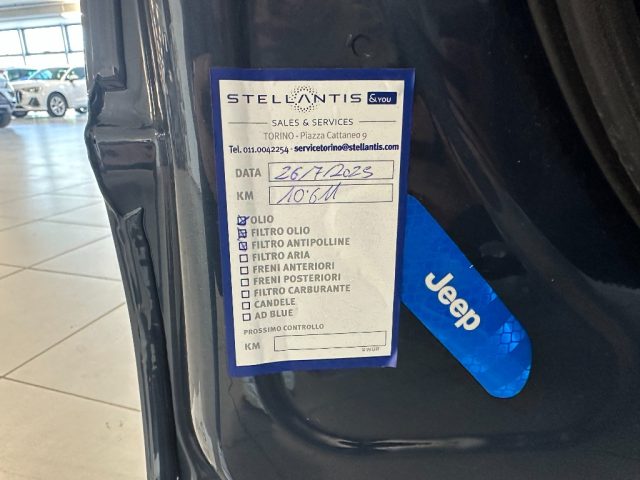 STELLANTIS &YOU
SALES & SERVICES
TORINO - Piazza Cattaneo 9
Tel. 011.0042254 - servicetorino@stellantis.com
DATA 26/7/2023
KM 10.611
OLIO
FILTRO OLIO
FILTRO ANTIPOLLINE
FILTRO ARIA
FRENI ANTERIORI
FRENI POSTERIORI
FILTRO CARBURANTE
CANDELE
AD BLUE
PROSSIMO CONTROLLO
KM
Jeep